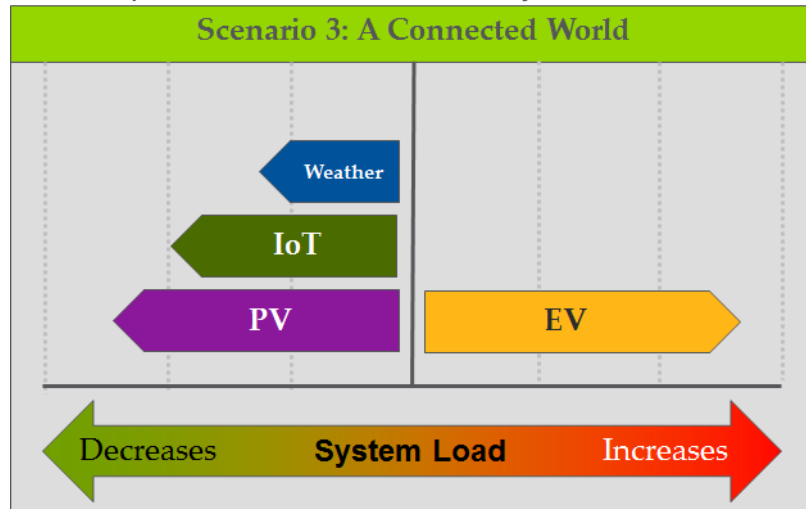 Scenario 3: A Connected World
Weather
IoT
PV
EV
Decreases
System Load
Increases